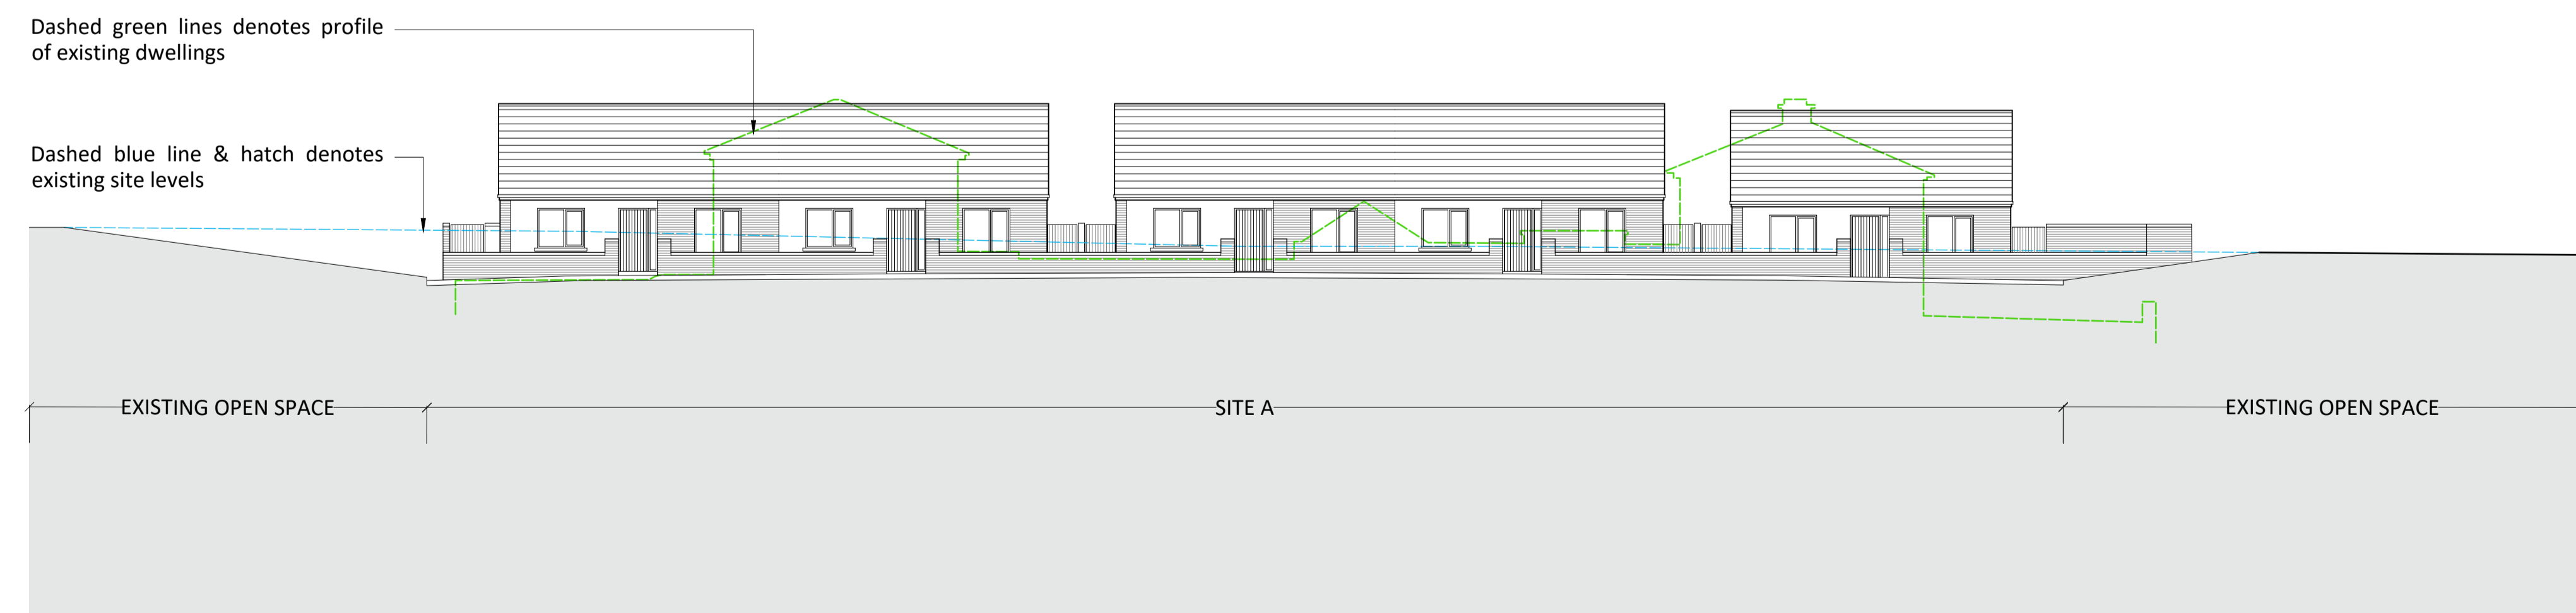 Dashed green lines denotes profile
of existing dwellings
Dashed blue line & hatch denotes
existing site levels
EXISTING OPEN SPACE
SITE A
EXISTING OPEN SPACE